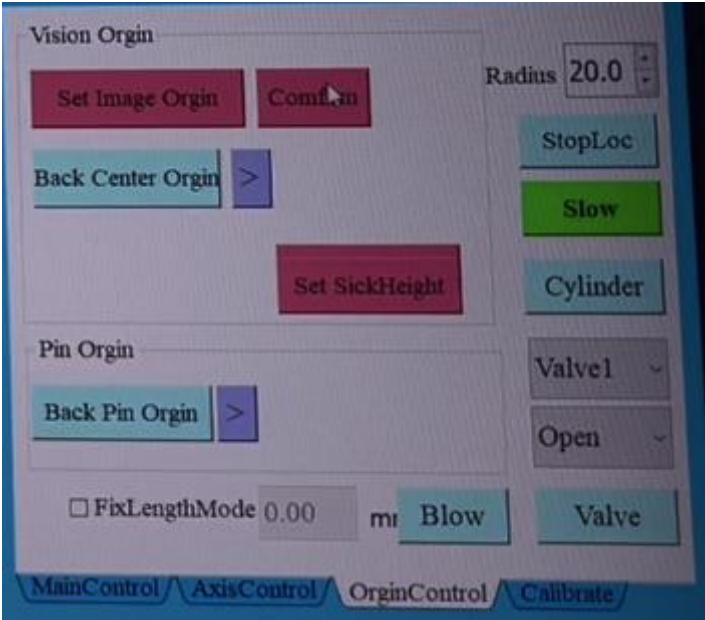 Vision Orgin
Radius 20.0
Set Image Orgin
StopLoc
Back Center Orgin >
Slow
Set SickHeight
Cylinder
Pin Orgin
Valve1
Back Pin Orgin >
Open
FixLengthMode 0.00
Blow
Valve
MainControl AxisControl OrginControl Calibrate